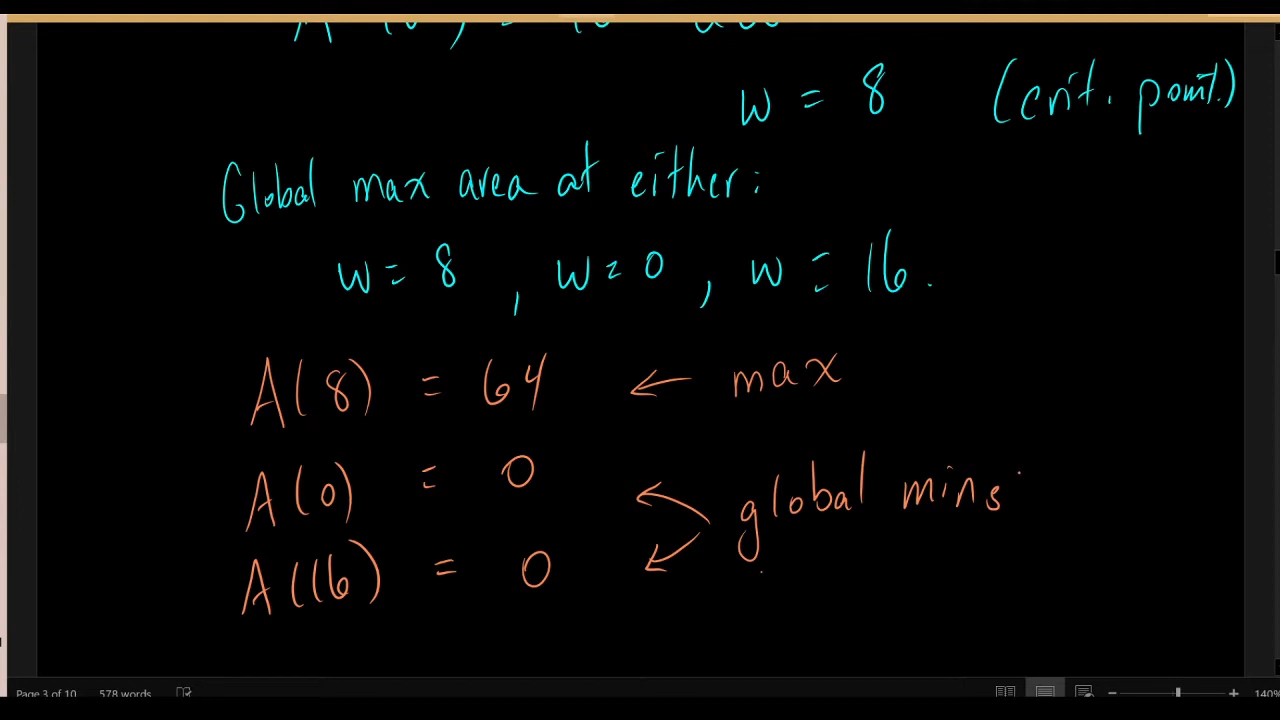 w = 8 (crit. point.)
Global max area at either:
w = 8 , w = 0 , w = 16.
A(8) = 64 ← max
A(0) = 0
global mins
A(16) = 0
Page 3 of 10 578 words 140%